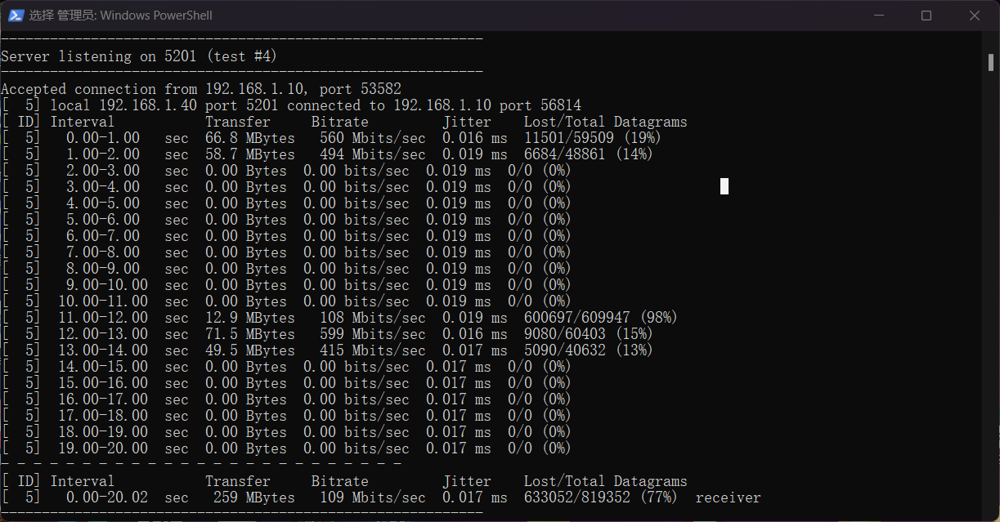 选择 管理员: Windows PowerShell
-----------------------------------------------------------
Server listening on 5201 (test #4)
-----------------------------------------------------------
Accepted connection from 192.168.1.10, port 53582
[  5] local 192.168.1.40 port 5201 connected to 192.168.1.10 port 56814
[ ID] Interval           Transfer     Bitrate         Jitter    Lost/Total Datagrams
[  5]   0.00-1.00   sec  66.8 MBytes   560 Mbits/sec  0.016 ms  11501/59509 (19%)
[  5]   1.00-2.00   sec  58.7 MBytes   494 Mbits/sec  0.019 ms  6684/48861 (14%)
[  5]   2.00-3.00   sec  0.00 Bytes  0.00 bits/sec  0.019 ms  0/0 (0%)
[  5]   3.00-4.00   sec  0.00 Bytes  0.00 bits/sec  0.019 ms  0/0 (0%)
[  5]   4.00-5.00   sec  0.00 Bytes  0.00 bits/sec  0.019 ms  0/0 (0%)
[  5]   5.00-6.00   sec  0.00 Bytes  0.00 bits/sec  0.019 ms  0/0 (0%)
[  5]   6.00-7.00   sec  0.00 Bytes  0.00 bits/sec  0.019 ms  0/0 (0%)
[  5]   7.00-8.00   sec  0.00 Bytes  0.00 bits/sec  0.019 ms  0/0 (0%)
[  5]   8.00-9.00   sec  0.00 Bytes  0.00 bits/sec  0.019 ms  0/0 (0%)
[  5]   9.00-10.00  sec  0.00 Bytes  0.00 bits/sec  0.019 ms  0/0 (0%)
[  5]  10.00-11.00  sec  0.00 Bytes  0.00 bits/sec  0.019 ms  0/0 (0%)
[  5]  11.00-12.00  sec  12.9 MBytes   108 Mbits/sec  0.019 ms  600697/609947 (98%)
[  5]  12.00-13.00  sec  71.5 MBytes   599 Mbits/sec  0.016 ms  9080/60403 (15%)
[  5]  13.00-14.00  sec  49.5 MBytes   415 Mbits/sec  0.017 ms  5090/40632 (13%)
[  5]  14.00-15.00  sec  0.00 Bytes  0.00 bits/sec  0.017 ms  0/0 (0%)
[  5]  15.00-16.00  sec  0.00 Bytes  0.00 bits/sec  0.017 ms  0/0 (0%)
[  5]  16.00-17.00  sec  0.00 Bytes  0.00 bits/sec  0.017 ms  0/0 (0%)
[  5]  17.00-18.00  sec  0.00 Bytes  0.00 bits/sec  0.017 ms  0/0 (0%)
[  5]  18.00-19.00  sec  0.00 Bytes  0.00 bits/sec  0.017 ms  0/0 (0%)
[  5]  19.00-20.00  sec  0.00 Bytes  0.00 bits/sec  0.017 ms  0/0 (0%)
- - - - - - - - - - - - - - - - - - - - - - - - -
[ ID] Interval           Transfer     Bitrate         Jitter    Lost/Total Datagrams
[  5]   0.00-20.02  sec   259 MBytes   109 Mbits/sec  0.017 ms  633052/819352 (77%)  receiver
-----------------------------------------------------------